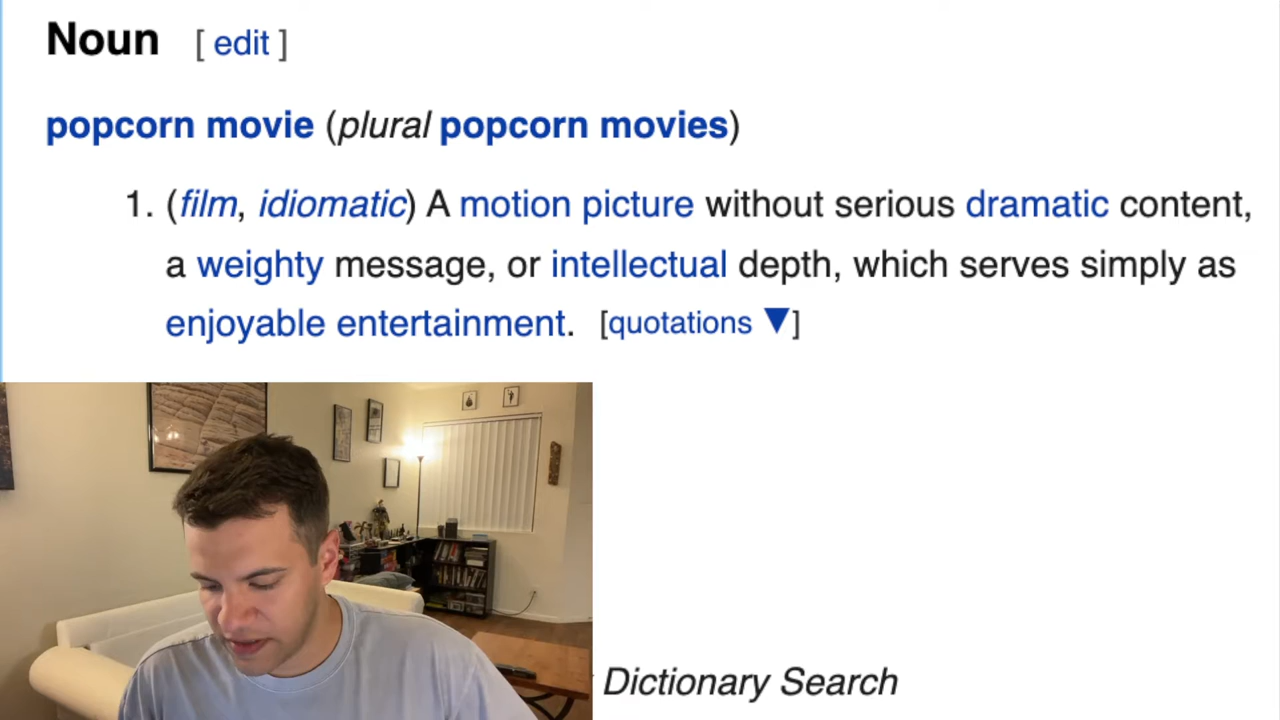 Noun [ edit ]
popcorn movie (plural popcorn movies)
1. (film, idiomatic) A motion picture without serious dramatic content,
a weighty message, or intellectual depth, which serves simply as
enjoyable entertainment. [quotations ▼]
Dictionary Search